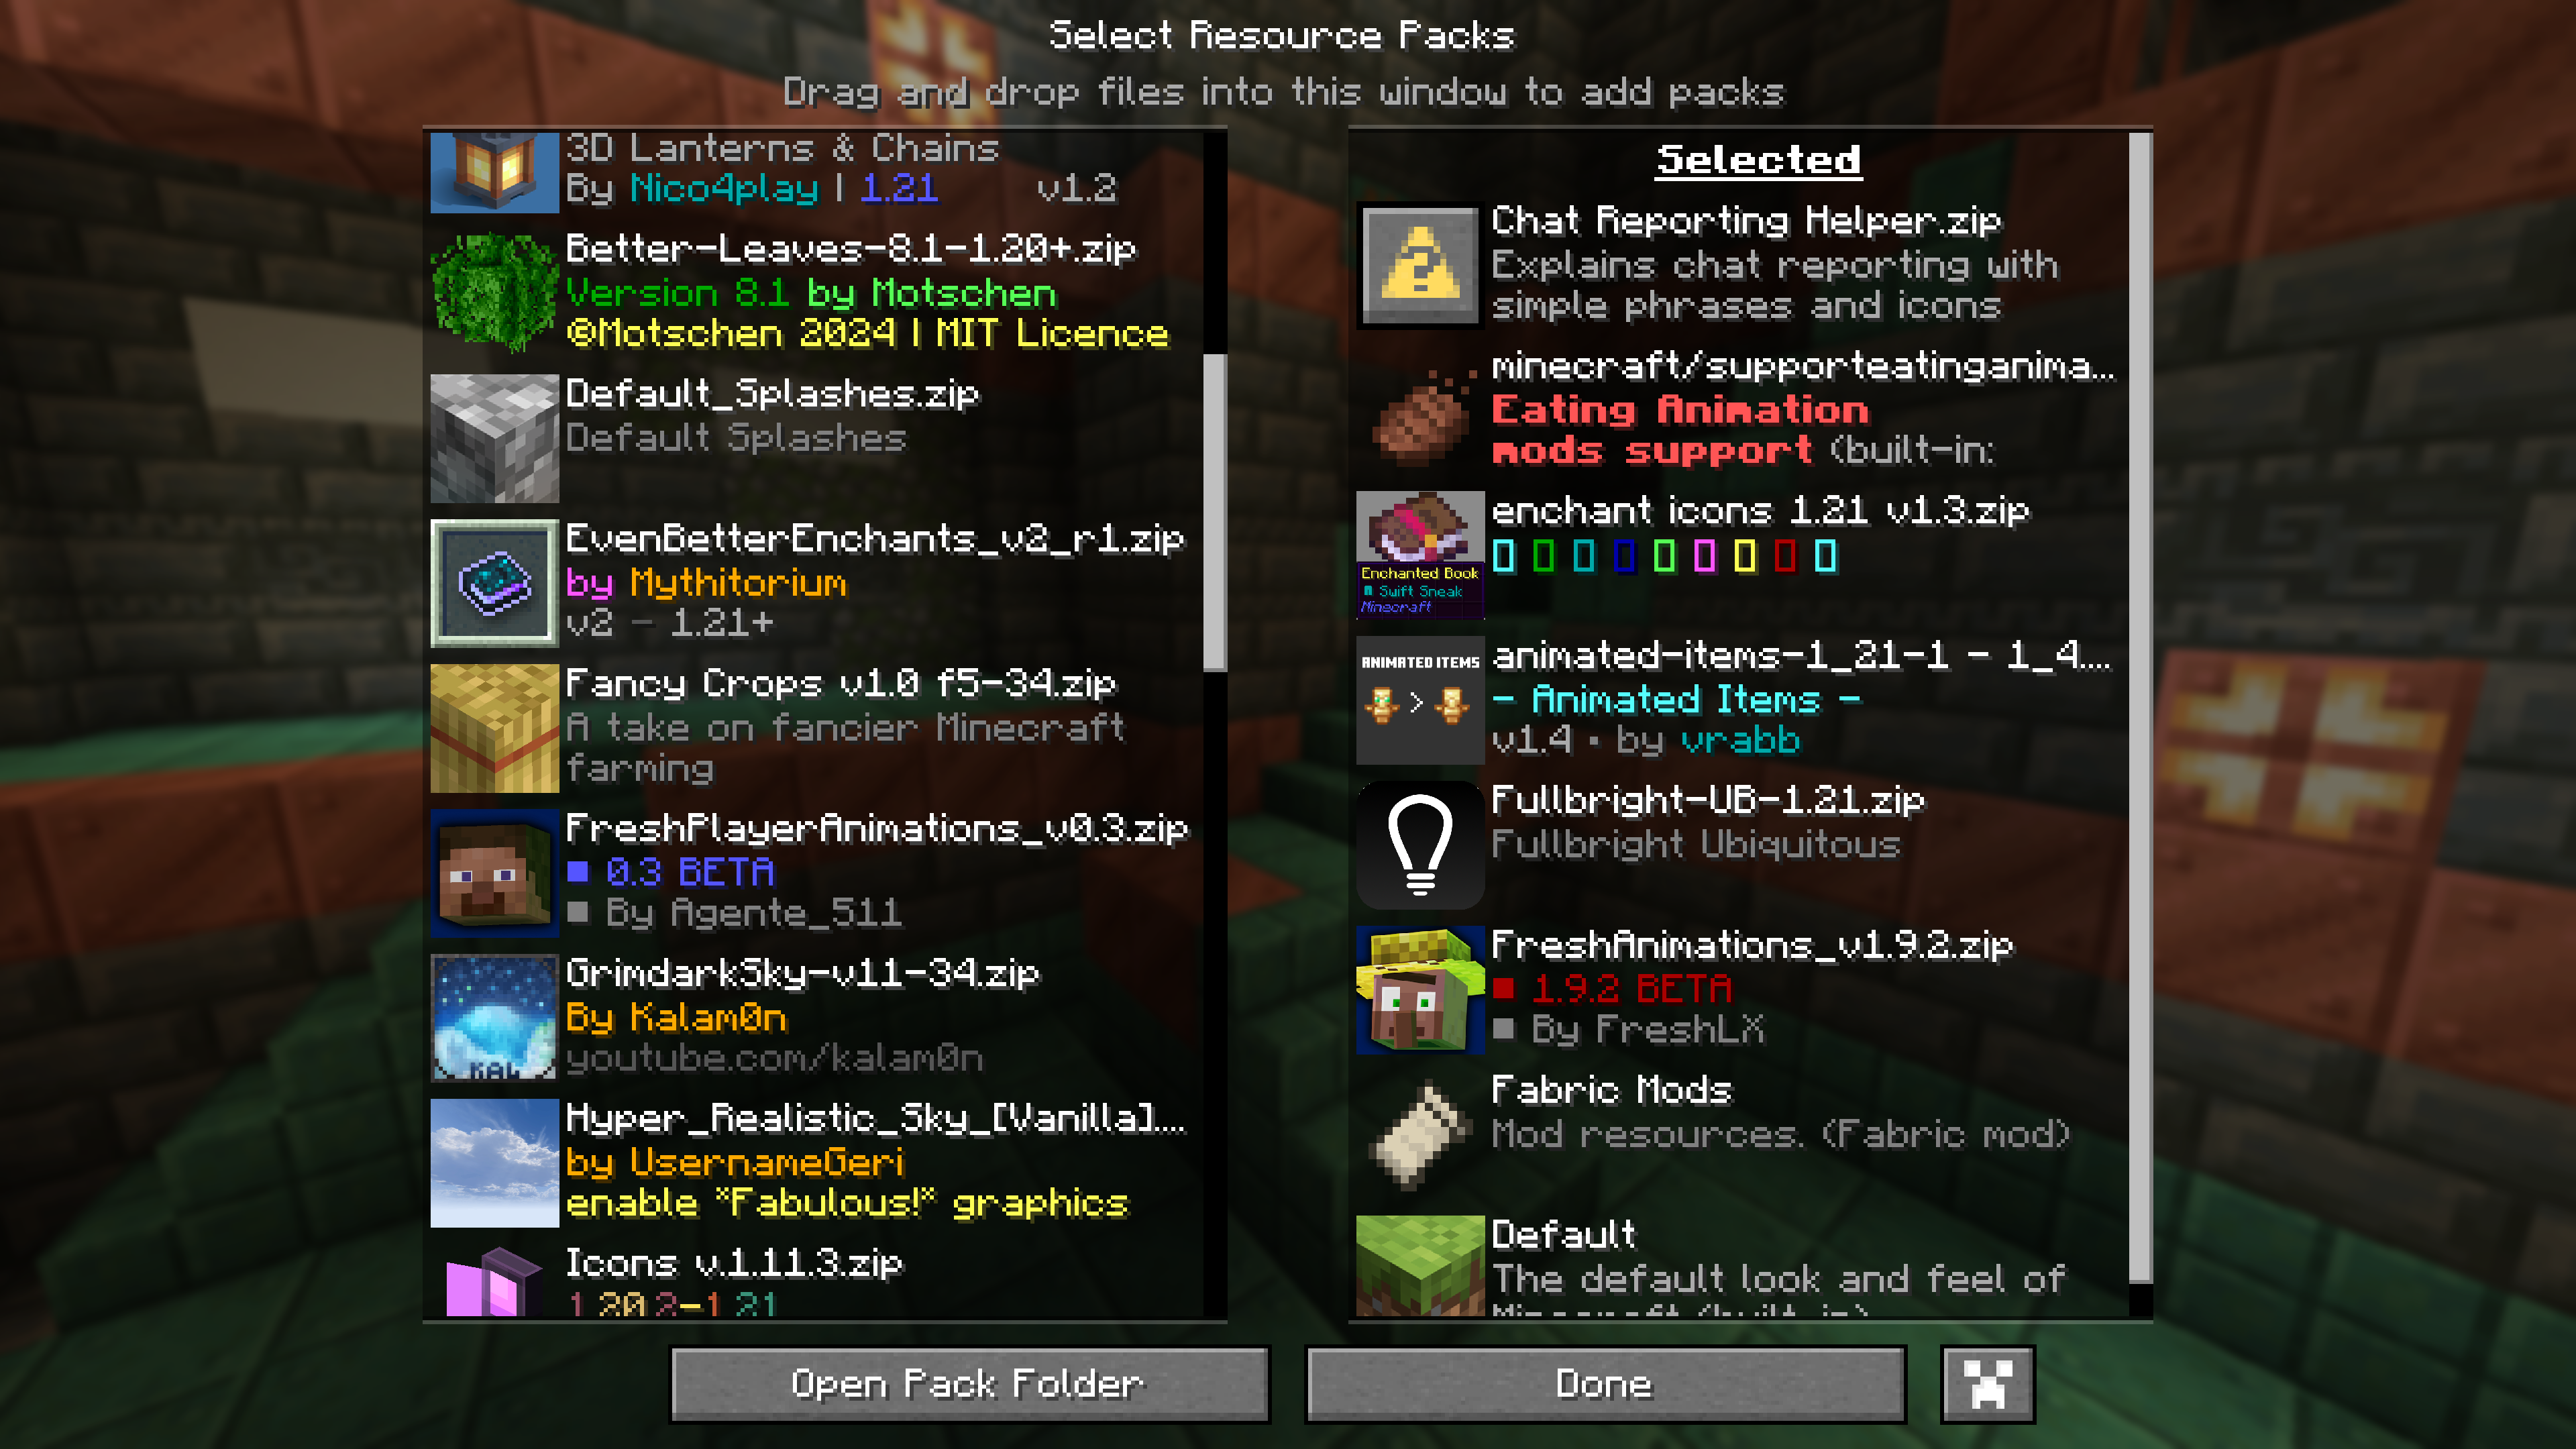 Select Resource Packs
Drag and drop files into this window to add packs
3D Lanterns & Chains
By Nico4play | 1.21 v1.2
Better-Leaves-8.1-1.20+.zip
Version 8.1 by Motschen
©Motschen 2024 | MIT Licence
Default_Splashes.zip
Default Splashes
EvenBetterEnchants_v2_r1.zip
by Mythitorium
v2 - 1.21+
Fancy Crops v1.0 f5-34.zip
A take on fancier Minecraft
farming
FreshPlayerAnimations_v0.3.zip
■ 0.3 BETA
■ By Agente_511
GrimdarkSky-v11-34.zip
By Kalam0n
youtube.com/kalam0n
KAL
Hyper_Realistic_Sky_[Vanilla]....
by UsernameGeri
enable "Fabulous!" graphics
Icons v.1.11.3.zip
1.20.2-1.21
Selected
Chat Reporting Helper.zip
Explains chat reporting with
simple phrases and icons
minecraft/supporteatinganima...
Eating Animation
mods support (built-in:
enchant icons 1.21 v1.3.zip
Enchanted Book
Swift Sneak
Minecraft
animated-items-1_21-1 - 1_4....
ANIMATED ITEMS
>
- Animated Items -
v1.4 • by vrabb
Fullbright-UB-1.21.zip
Fullbright Ubiquitous
FreshAnimations_v1.9.2.zip
■ 1.9.2 BETA
■ By FreshLX
Fabric Mods
Mod resources. (Fabric mod)
Default
The default look and feel of
Minecraft (built-in)
Open Pack Folder
Done